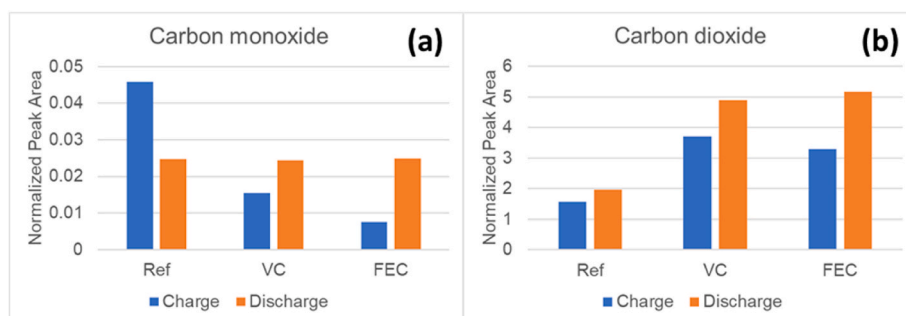 Carbon monoxide
(a)
Normalized Peak Area
0.05
0.04
0.03
0.02
0.01
0
Ref VC FEC
Charge Discharge
Carbon dioxide
(b)
Normalized Peak Area
6
5
4
3
2
1
0
Ref VC FEC
Charge Discharge